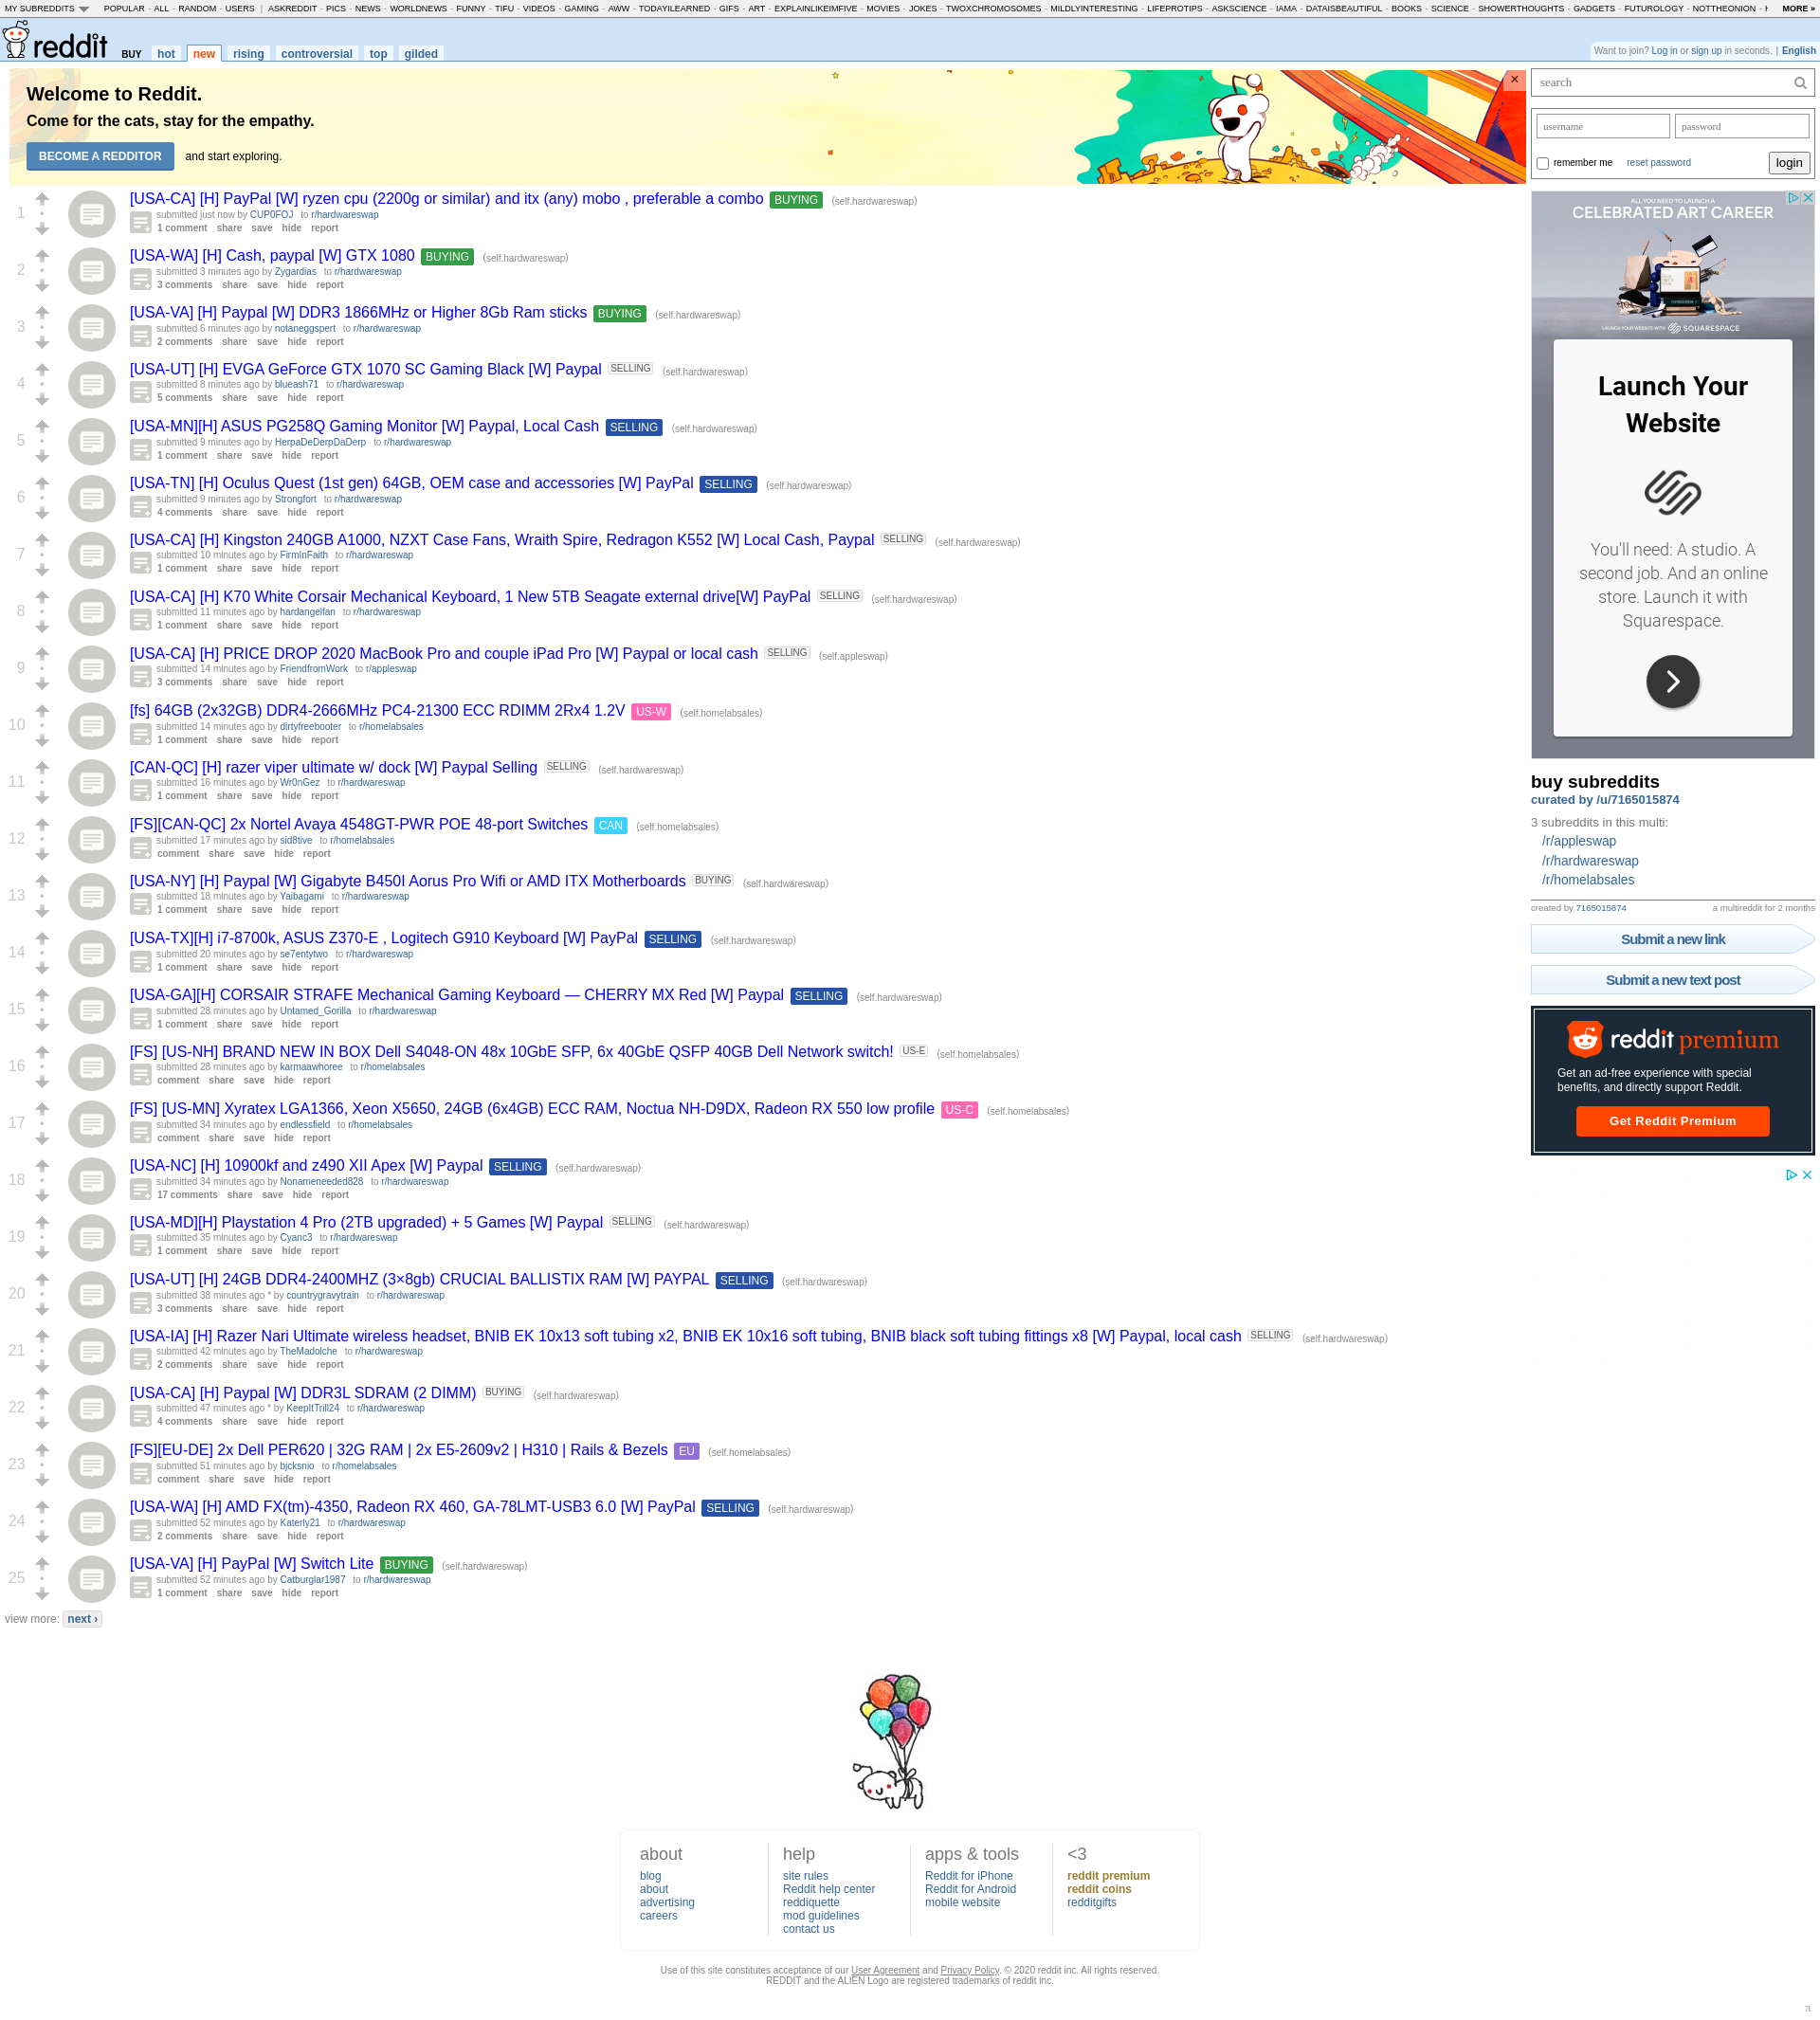 MY SUBREDDITS POPULAR - ALL - RANDOM - USERS | ASKREDDIT - PICS - NEWS - WORLDNEWS - FUNNY - TIFU - VIDEOS - GAMING - AWW - TODAYILEARNED - GIFS - ART - EXPLAINLIKEIMFIVE - MOVIES - JOKES - TWOXCHROMOSOMES - MILDLYINTERESTING - LIFEPROTIPS - ASKSCIENCE - IAMA - DATAISBEAUTIFUL - BOOKS - SCIENCE - SHOWERTHOUGHTS - GADGETS - FUTUROLOGY - NOTTHEONION - MORE »
reddit BUY hot new rising controversial top gilded
Want to join? Log in or sign up in seconds. | English
Welcome to Reddit.
Come for the cats, stay for the empathy.
BECOME A REDDITOR and start exploring.
×
1
[USA-CA] [H] PayPal [W] ryzen cpu (2200g or similar) and itx (any) mobo , preferable a combo BUYING (self.hardwareswap)
submitted just now by CUP0FOJ to r/hardwareswap
1 comment share save hide report
2
[USA-WA] [H] Cash, paypal [W] GTX 1080 BUYING (self.hardwareswap)
submitted 3 minutes ago by Zygardias to r/hardwareswap
3 comments share save hide report
3
[USA-VA] [H] Paypal [W] DDR3 1866MHz or Higher 8Gb Ram sticks BUYING (self.hardwareswap)
submitted 6 minutes ago by notaneggspert to r/hardwareswap
2 comments share save hide report
4
[USA-UT] [H] EVGA GeForce GTX 1070 SC Gaming Black [W] Paypal SELLING (self.hardwareswap)
submitted 8 minutes ago by blueash71 to r/hardwareswap
5 comments share save hide report
5
[USA-MN][H] ASUS PG258Q Gaming Monitor [W] Paypal, Local Cash SELLING (self.hardwareswap)
submitted 9 minutes ago by HerpaDeDerpDaDerp to r/hardwareswap
1 comment share save hide report
6
[USA-TN] [H] Oculus Quest (1st gen) 64GB, OEM case and accessories [W] PayPal SELLING (self.hardwareswap)
submitted 9 minutes ago by Strongfort to r/hardwareswap
4 comments share save hide report
7
[USA-CA] [H] Kingston 240GB A1000, NZXT Case Fans, Wraith Spire, Redragon K552 [W] Local Cash, Paypal SELLING (self.hardwareswap)
submitted 10 minutes ago by FirmInFaith to r/hardwareswap
1 comment share save hide report
8
[USA-CA] [H] K70 White Corsair Mechanical Keyboard, 1 New 5TB Seagate external drive[W] PayPal SELLING (self.hardwareswap)
submitted 11 minutes ago by hardangelfan to r/hardwareswap
1 comment share save hide report
9
[USA-CA] [H] PRICE DROP 2020 MacBook Pro and couple iPad Pro [W] Paypal or local cash SELLING (self.appleswap)
submitted 14 minutes ago by FriendfromWork to r/appleswap
3 comments share save hide report
10
[fs] 64GB (2x32GB) DDR4-2666MHz PC4-21300 ECC RDIMM 2Rx4 1.2V US-W (self.homelabsales)
submitted 14 minutes ago by dirtyfreebooter to r/homelabsales
1 comment share save hide report
11
[CAN-QC] [H] razer viper ultimate w/ dock [W] Paypal Selling SELLING (self.hardwareswap)
submitted 16 minutes ago by Wr0nGez to r/hardwareswap
1 comment share save hide report
12
[FS][CAN-QC] 2x Nortel Avaya 4548GT-PWR POE 48-port Switches CAN (self.homelabsales)
submitted 17 minutes ago by sid8tive to r/homelabsales
comment share save hide report
13
[USA-NY] [H] Paypal [W] Gigabyte B450I Aorus Pro Wifi or AMD ITX Motherboards BUYING (self.hardwareswap)
submitted 18 minutes ago by Yaibagami to r/hardwareswap
1 comment share save hide report
14
[USA-TX][H] i7-8700k, ASUS Z370-E , Logitech G910 Keyboard [W] PayPal SELLING (self.hardwareswap)
submitted 20 minutes ago by se7entytwo to r/hardwareswap
1 comment share save hide report
15
[USA-GA][H] CORSAIR STRAFE Mechanical Gaming Keyboard — CHERRY MX Red [W] Paypal SELLING (self.hardwareswap)
submitted 28 minutes ago by Untamed_Gorilla to r/hardwareswap
1 comment share save hide report
16
[FS] [US-NH] BRAND NEW IN BOX Dell S4048-ON 48x 10GbE SFP, 6x 40GbE QSFP 40GB Dell Network switch! US-E (self.homelabsales)
submitted 28 minutes ago by karmaawhoree to r/homelabsales
comment share save hide report
17
[FS] [US-MN] Xyratex LGA1366, Xeon X5650, 24GB (6x4GB) ECC RAM, Noctua NH-D9DX, Radeon RX 550 low profile US-C (self.homelabsales)
submitted 34 minutes ago by endlessfield to r/homelabsales
comment share save hide report
18
[USA-NC] [H] 10900kf and z490 XII Apex [W] Paypal SELLING (self.hardwareswap)
submitted 34 minutes ago by Nonameneeded828 to r/hardwareswap
17 comments share save hide report
19
[USA-MD][H] Playstation 4 Pro (2TB upgraded) + 5 Games [W] Paypal SELLING (self.hardwareswap)
submitted 35 minutes ago by Cyanc3 to r/hardwareswap
1 comment share save hide report
20
[USA-UT] [H] 24GB DDR4-2400MHZ (3×8gb) CRUCIAL BALLISTIX RAM [W] PAYPAL SELLING (self.hardwareswap)
submitted 38 minutes ago * by countrygravytrain to r/hardwareswap
3 comments share save hide report
21
[USA-IA] [H] Razer Nari Ultimate wireless headset, BNIB EK 10x13 soft tubing x2, BNIB EK 10x16 soft tubing, BNIB black soft tubing fittings x8 [W] Paypal, local cash SELLING (self.hardwareswap)
submitted 42 minutes ago by TheMadolche to r/hardwareswap
2 comments share save hide report
22
[USA-CA] [H] Paypal [W] DDR3L SDRAM (2 DIMM) BUYING (self.hardwareswap)
submitted 47 minutes ago * by KeepItTrill24 to r/hardwareswap
4 comments share save hide report
23
[FS][EU-DE] 2x Dell PER620 | 32G RAM | 2x E5-2609v2 | H310 | Rails & Bezels EU (self.homelabsales)
submitted 51 minutes ago by bjcksnio to r/homelabsales
comment share save hide report
24
[USA-WA] [H] AMD FX(tm)-4350, Radeon RX 460, GA-78LMT-USB3 6.0 [W] PayPal SELLING (self.hardwareswap)
submitted 52 minutes ago by Katerly21 to r/hardwareswap
2 comments share save hide report
25
[USA-VA] [H] PayPal [W] Switch Lite BUYING (self.hardwareswap)
submitted 52 minutes ago by Catburglar1987 to r/hardwareswap
1 comment share save hide report
view more: next ›
search
username password
remember me reset password login
ALL YOU NEED TO LAUNCH A
CELEBRATED ART CAREER
LAUNCH YOUR WEBSITE WITH SQUARESPACE
Launch Your
Website
You'll need: A studio. A
second job. And an online
store. Launch it with
Squarespace.
buy subreddits
curated by /u/7165015874
3 subreddits in this multi:
/r/appleswap
/r/hardwareswap
/r/homelabsales
created by 7165015874 a multireddit for 2 months
Submit a new link
Submit a new text post
reddit premium
Get an ad-free experience with special
benefits, and directly support Reddit.
Get Reddit Premium
about help apps & tools <3
blog site rules Reddit for iPhone reddit premium
about Reddit help center Reddit for Android reddit coins
advertising reddiquette mobile website redditgifts
careers mod guidelines
contact us
Use of this site constitutes acceptance of our User Agreement and Privacy Policy. © 2020 reddit inc. All rights reserved.
REDDIT and the ALIEN Logo are registered trademarks of reddit inc.
π